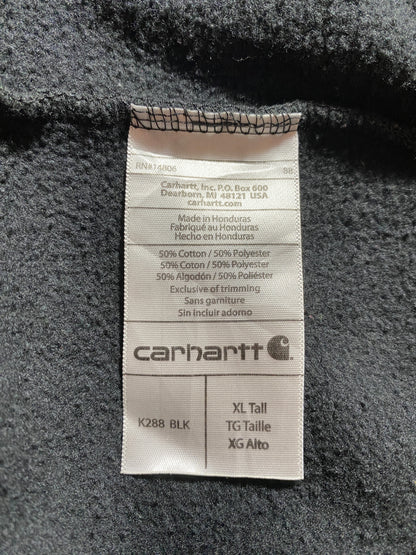 RN#14806 BB
Carhartt, Inc. P.O. Box 600
Dearborn, MI 48121 USA
carhartt.com
Made in Honduras
Fabriqué au Honduras
Hecho en Honduras
50% Cotton / 50% Polyester
50% Coton / 50% Polyester
50% Algodón / 50% Poliéster
Exclusive of trimming
Sans garniture
Sin incluir adorno
carhartt
K288 BLK
XL Tall
TG Taille
XG Alto